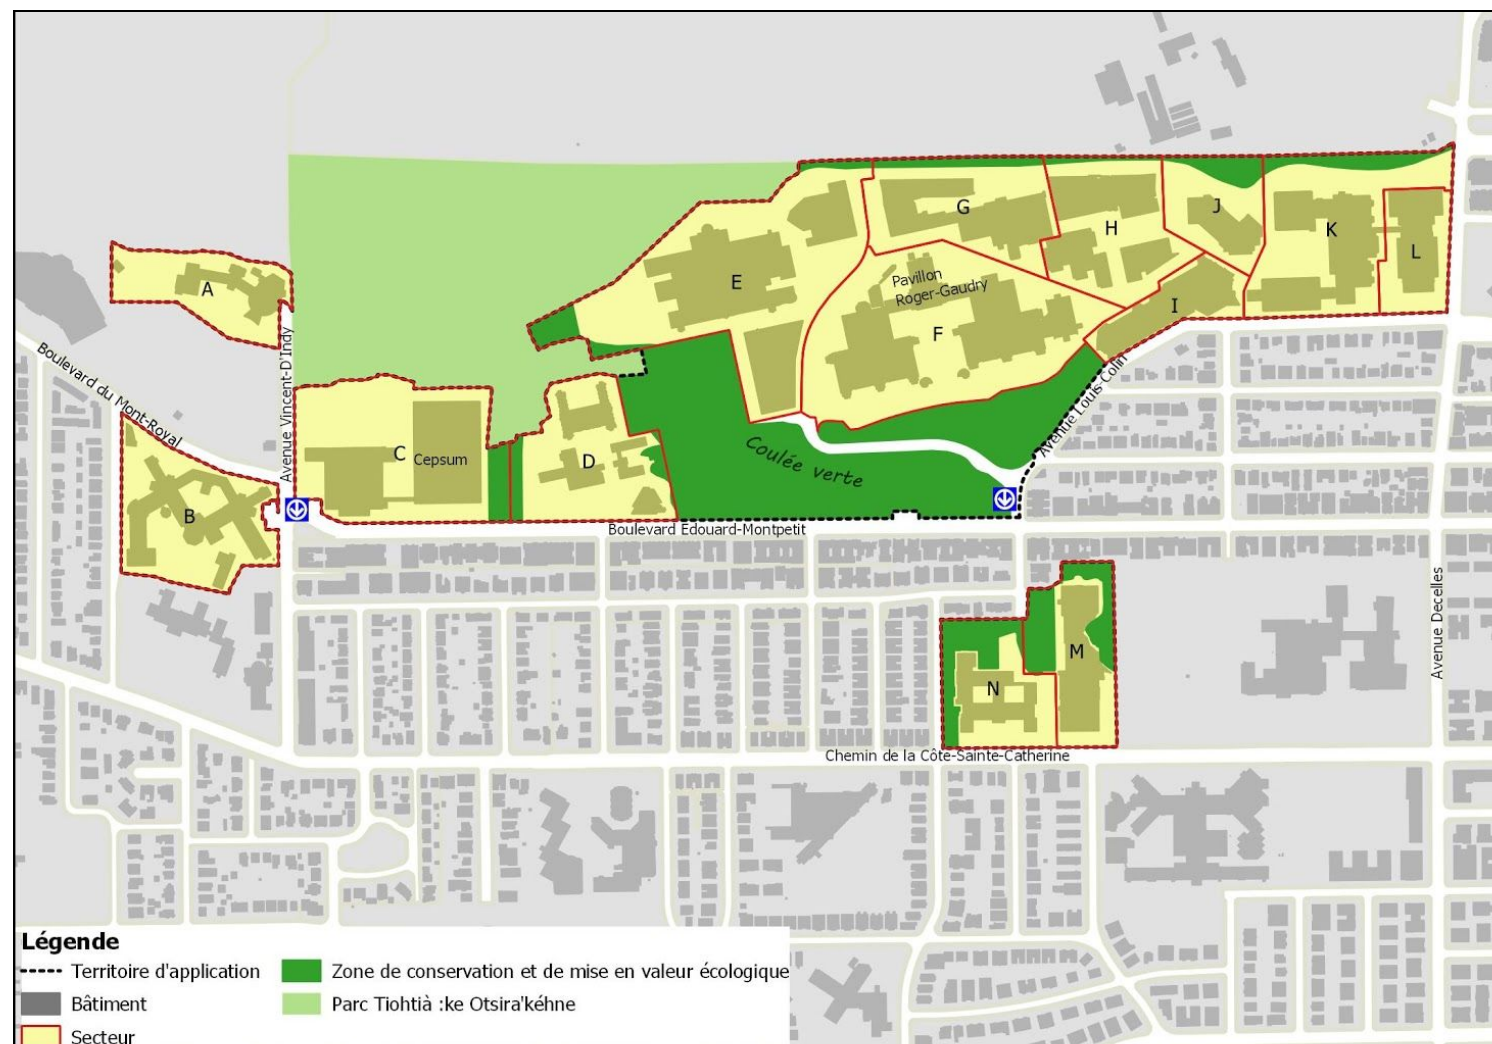 G
J
H
K
L
E
Pavillon
Roger-Gaudry
A
I
F
Boulevard du Mont-Royal
Avenue Vincent-D'Indy
Avenue Louis-Colin
C
Cepsum
D
Coulée verte
B
Boulevard Edouard-Montpetit
Avenue Decelles
M
N
Chemin de la Côte-Sainte-Catherine
Légende
Territoire d'application
Bâtiment
Secteur
Zone de conservation et de mise en valeur écologique
Parc Tiohtià :ke Otsira'kéhne